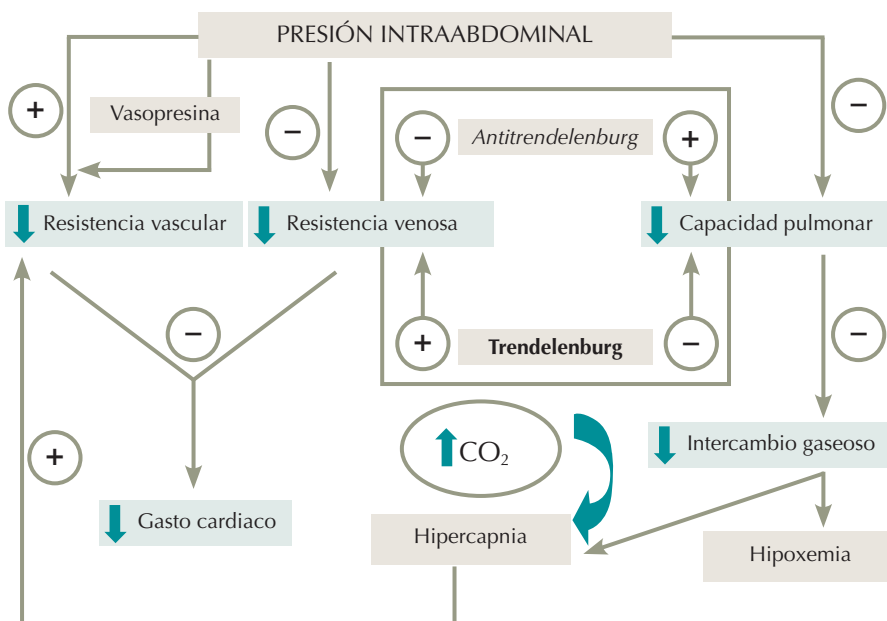 PRESIÓN INTRAABDOMINAL
+
Vasopresina
−
−
Antitrendelenburg
+
−
Resistencia vascular
Resistencia venosa
Capacidad pulmonar
−
+
Trendelenburg
−
−
+
CO₂
Intercambio gaseoso
Gasto cardiaco
Hipercapnia
Hipoxemia